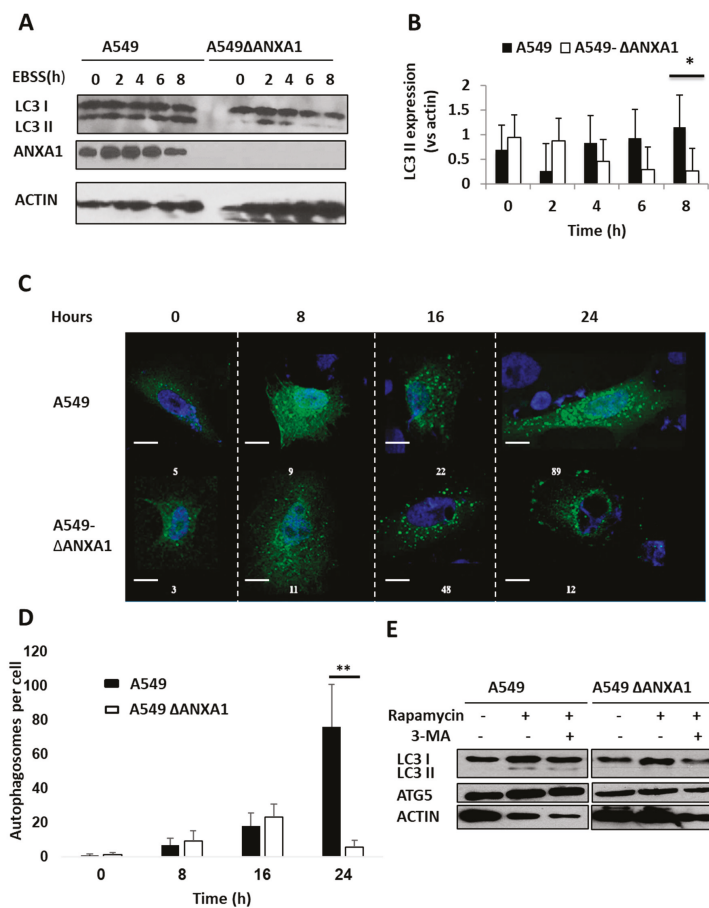 A
A549 A549ΔANXA1
EBSS(h) 0 2 4 6 8 0 2 4 6 8
LC3 I
LC3 II
ANXA1
ACTIN
B
A549 A549- ΔANXA1
*
LC3 II expression
(vs actin)
2
1.5
1
0.5
0
0 2 4 6 8
Time (h)
C
Hours 0 8 16 24
A549
5 9 22 89
A549-
ΔANXA1
3 11 48 12
D
Autophagosomes per cell
120
100
80
60
40
20
0
A549
A549 ΔANXA1
**
0 8 16 24
Time (h)
E
A549 A549 ΔANXA1
Rapamycin - + + - + +
3-MA - - + - - +
LC3 I
LC3 II
ATG5
ACTIN